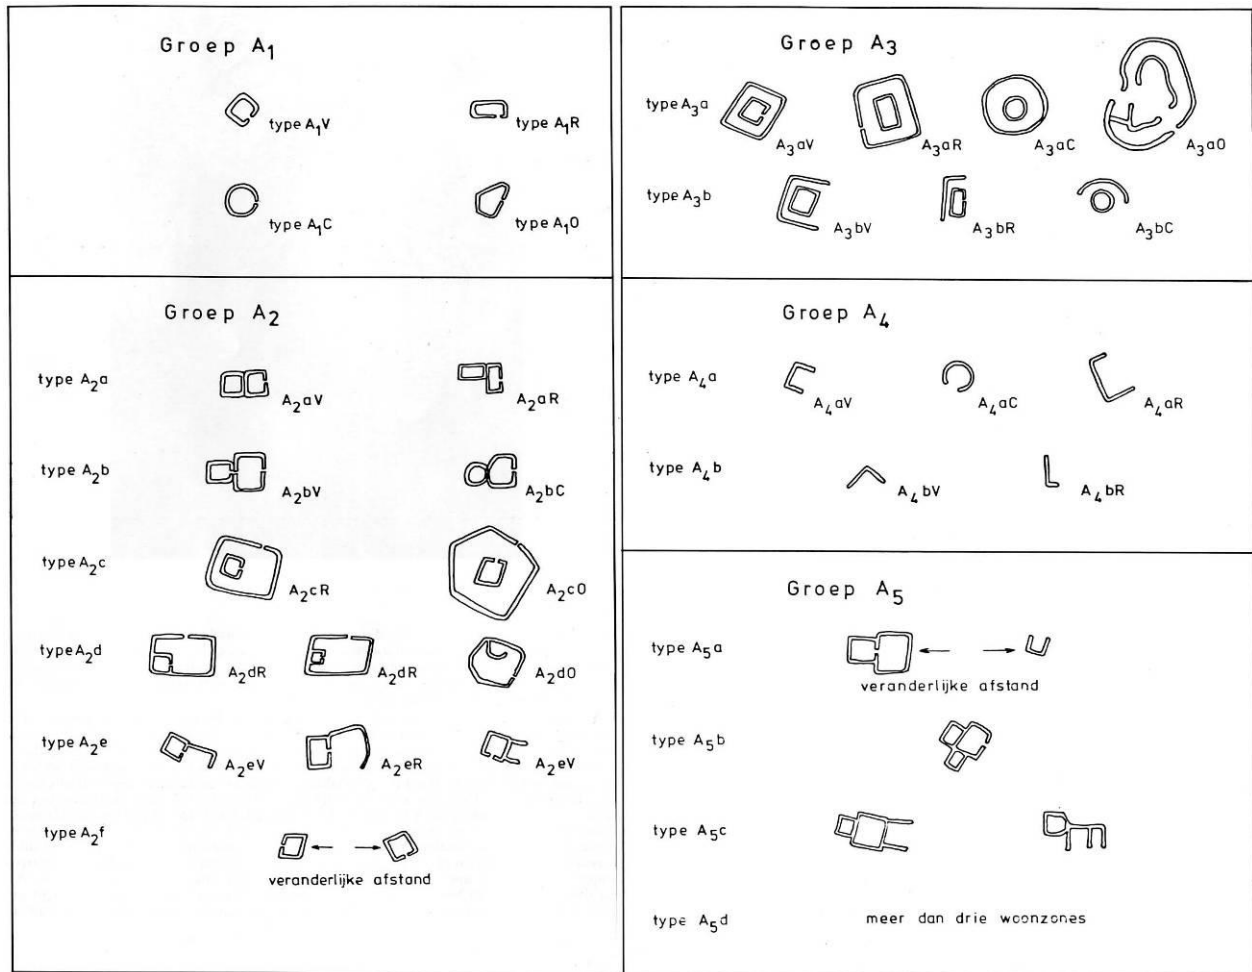 Groep A1
type A1V
type A1R
type A1C
type A1O
Groep A2
type A2a
A2aV
A2aR
type A2b
A2bV
A2bC
type A2c
A2cR
A2cO
type A2d
A2dR
A2dR
A2dO
type A2e
A2eV
A2eR
A2eV
type A2f
veranderlijke afstand
Groep A3
type A3a
A3aV
A3aR
A3aC
A3aO
type A3b
A3bV
A3bR
A3bC
Groep A4
type A4a
A4aV
A4aC
A4aR
type A4b
A4bV
A4bR
Groep A5
type A5a
veranderlijke afstand
type A5b
type A5c
type A5d
meer dan drie woonzones